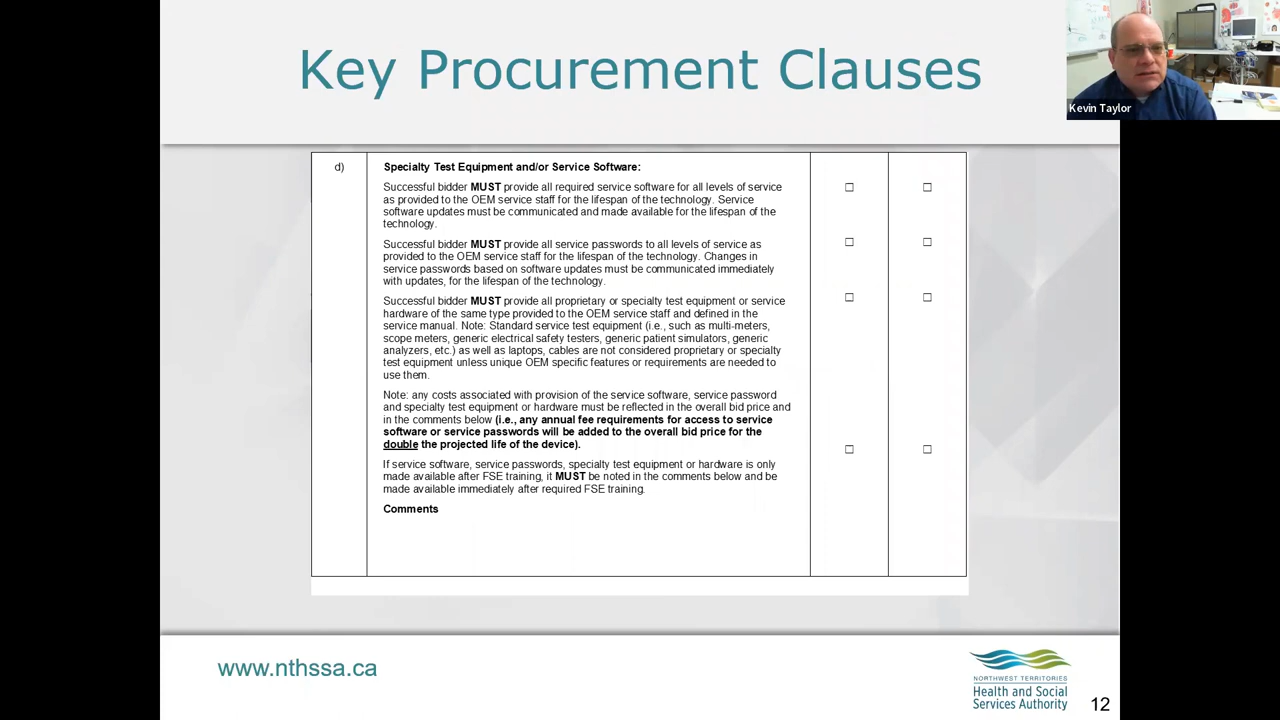 Key Procurement Clauses
Kevin Taylor
d)
Specialty Test Equipment and/or Service Software:
Successful bidder MUST provide all required service software for all levels of service
as provided to the OEM service staff for the lifespan of the technology. Service
software updates must be communicated and made available for the lifespan of the
technology.
Successful bidder MUST provide all service passwords to all levels of service as
provided to the OEM service staff for the lifespan of the technology. Changes in
service passwords based on software updates must be communicated immediately
with updates, for the lifespan of the technology.
Successful bidder MUST provide all proprietary or specialty test equipment or service
hardware of the same type provided to the OEM service staff and defined in the
service manual. Note: Standard service test equipment (i.e., such as multi-meters,
scope meters, generic electrical safety testers, generic patient simulators, generic
analyzers, etc.) as well as laptops, cables are not considered proprietary or specialty
test equipment unless unique OEM specific features or requirements are needed to
use them.
Note: any costs associated with provision of the service software, service password
and specialty test equipment or hardware must be reflected in the overall bid price and
in the comments below (i.e., any annual fee requirements for access to service
software or service passwords will be added to the overall bid price for the
double the projected life of the device).
If service software, service passwords, specialty test equipment or hardware is only
made available after FSE training, it MUST be noted in the comments below and be
made available immediately after required FSE training.
Comments
www.nthssa.ca
NORTHWEST TERRITORIES
Health and Social
Services Authority
12